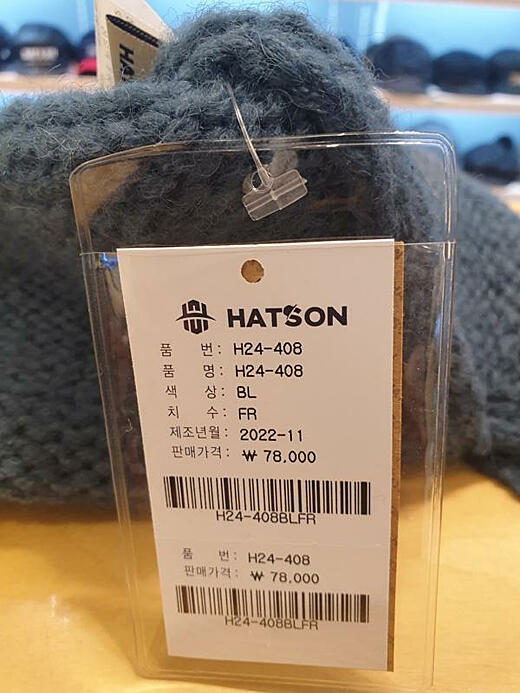 HA
HATSON
품 번: H24-408
품 명: H24-408
색 상: BL
치 수: FR
제조년월: 2022-11
판매가격: ₩ 78,000
H24-408BLFR
품 번: H24-408
판매가격: ₩ 78,000
H24-408BLFR